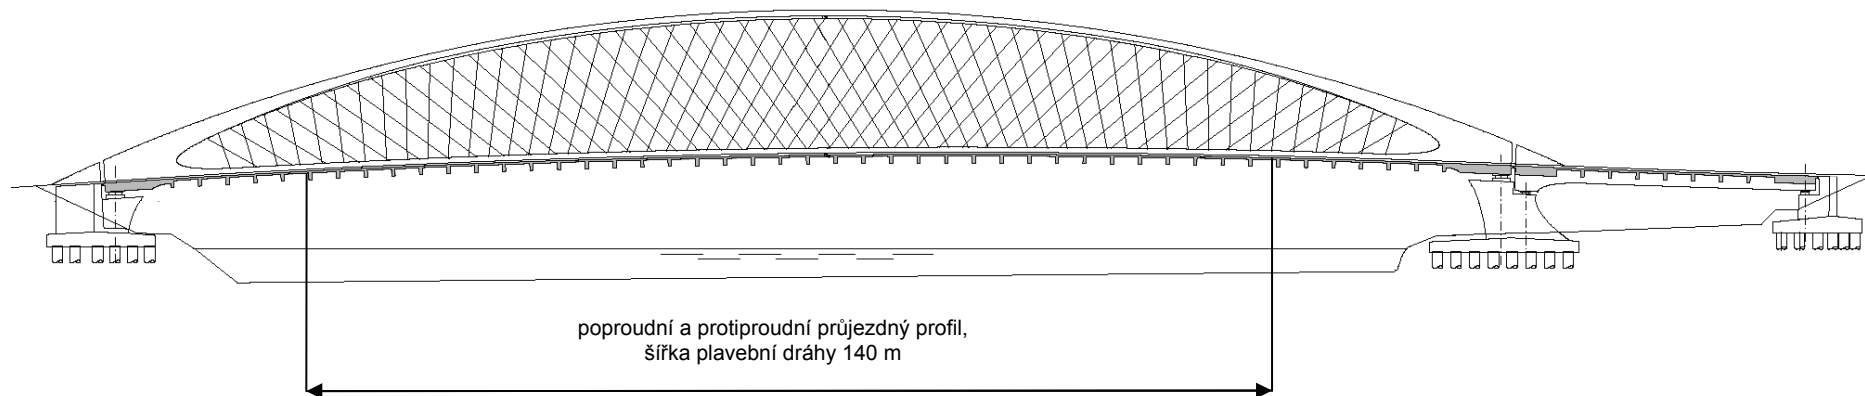 poproudní a protiproudní průjezdný profil,
šířka plavební dráhy 140 m